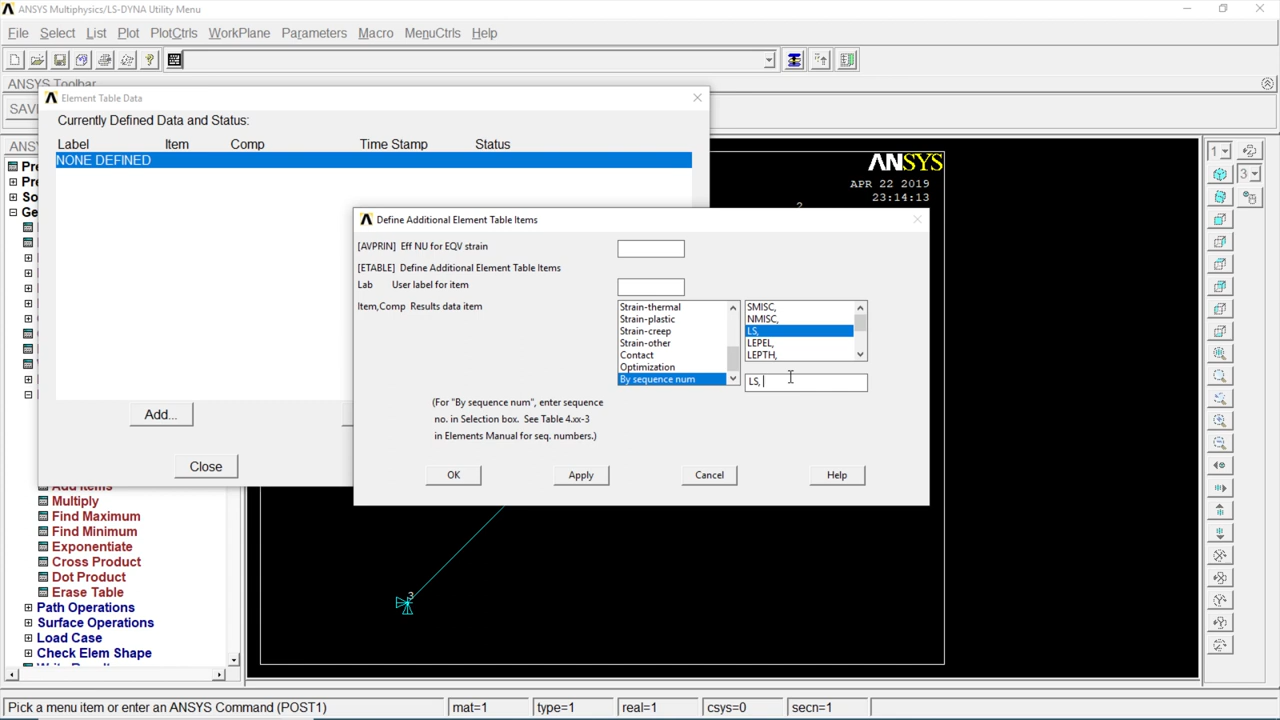 ANSYS Multiphysics/LS-DYNA Utility Menu
File Select List Plot PlotCtrls WorkPlane Parameters Macro MenuCtrls Help
ANSYS Toolbar
Element Table Data
Currently Defined Data and Status:
Label Item Comp Time Stamp Status
NONE DEFINED
Add...
Close
ANSYS
APR 22 2019
23:14:13
1
3
Define Additional Element Table Items
[AVPRIN] Eff NU for EQV strain
[ETABLE] Define Additional Element Table Items
Lab User label for item
Item,Comp Results data item
Strain-thermal
Strain-plastic
Strain-creep
Strain-other
Contact
Optimization
By sequence num
SMISC,
NMISC,
LS,
LEPEL,
LEPTH,
LS,
(For "By sequence num", enter sequence
no. in Selection box. See Table 4.xx-3
in Elements Manual for seq. numbers.)
OK Apply Cancel Help
Multiply
Find Maximum
Find Minimum
Exponentiate
Cross Product
Dot Product
Erase Table
Path Operations
Surface Operations
Load Case
Check Elem Shape
3
Pick a menu item or enter an ANSYS Command (POST1)
mat=1 type=1 real=1 csys=0 secn=1